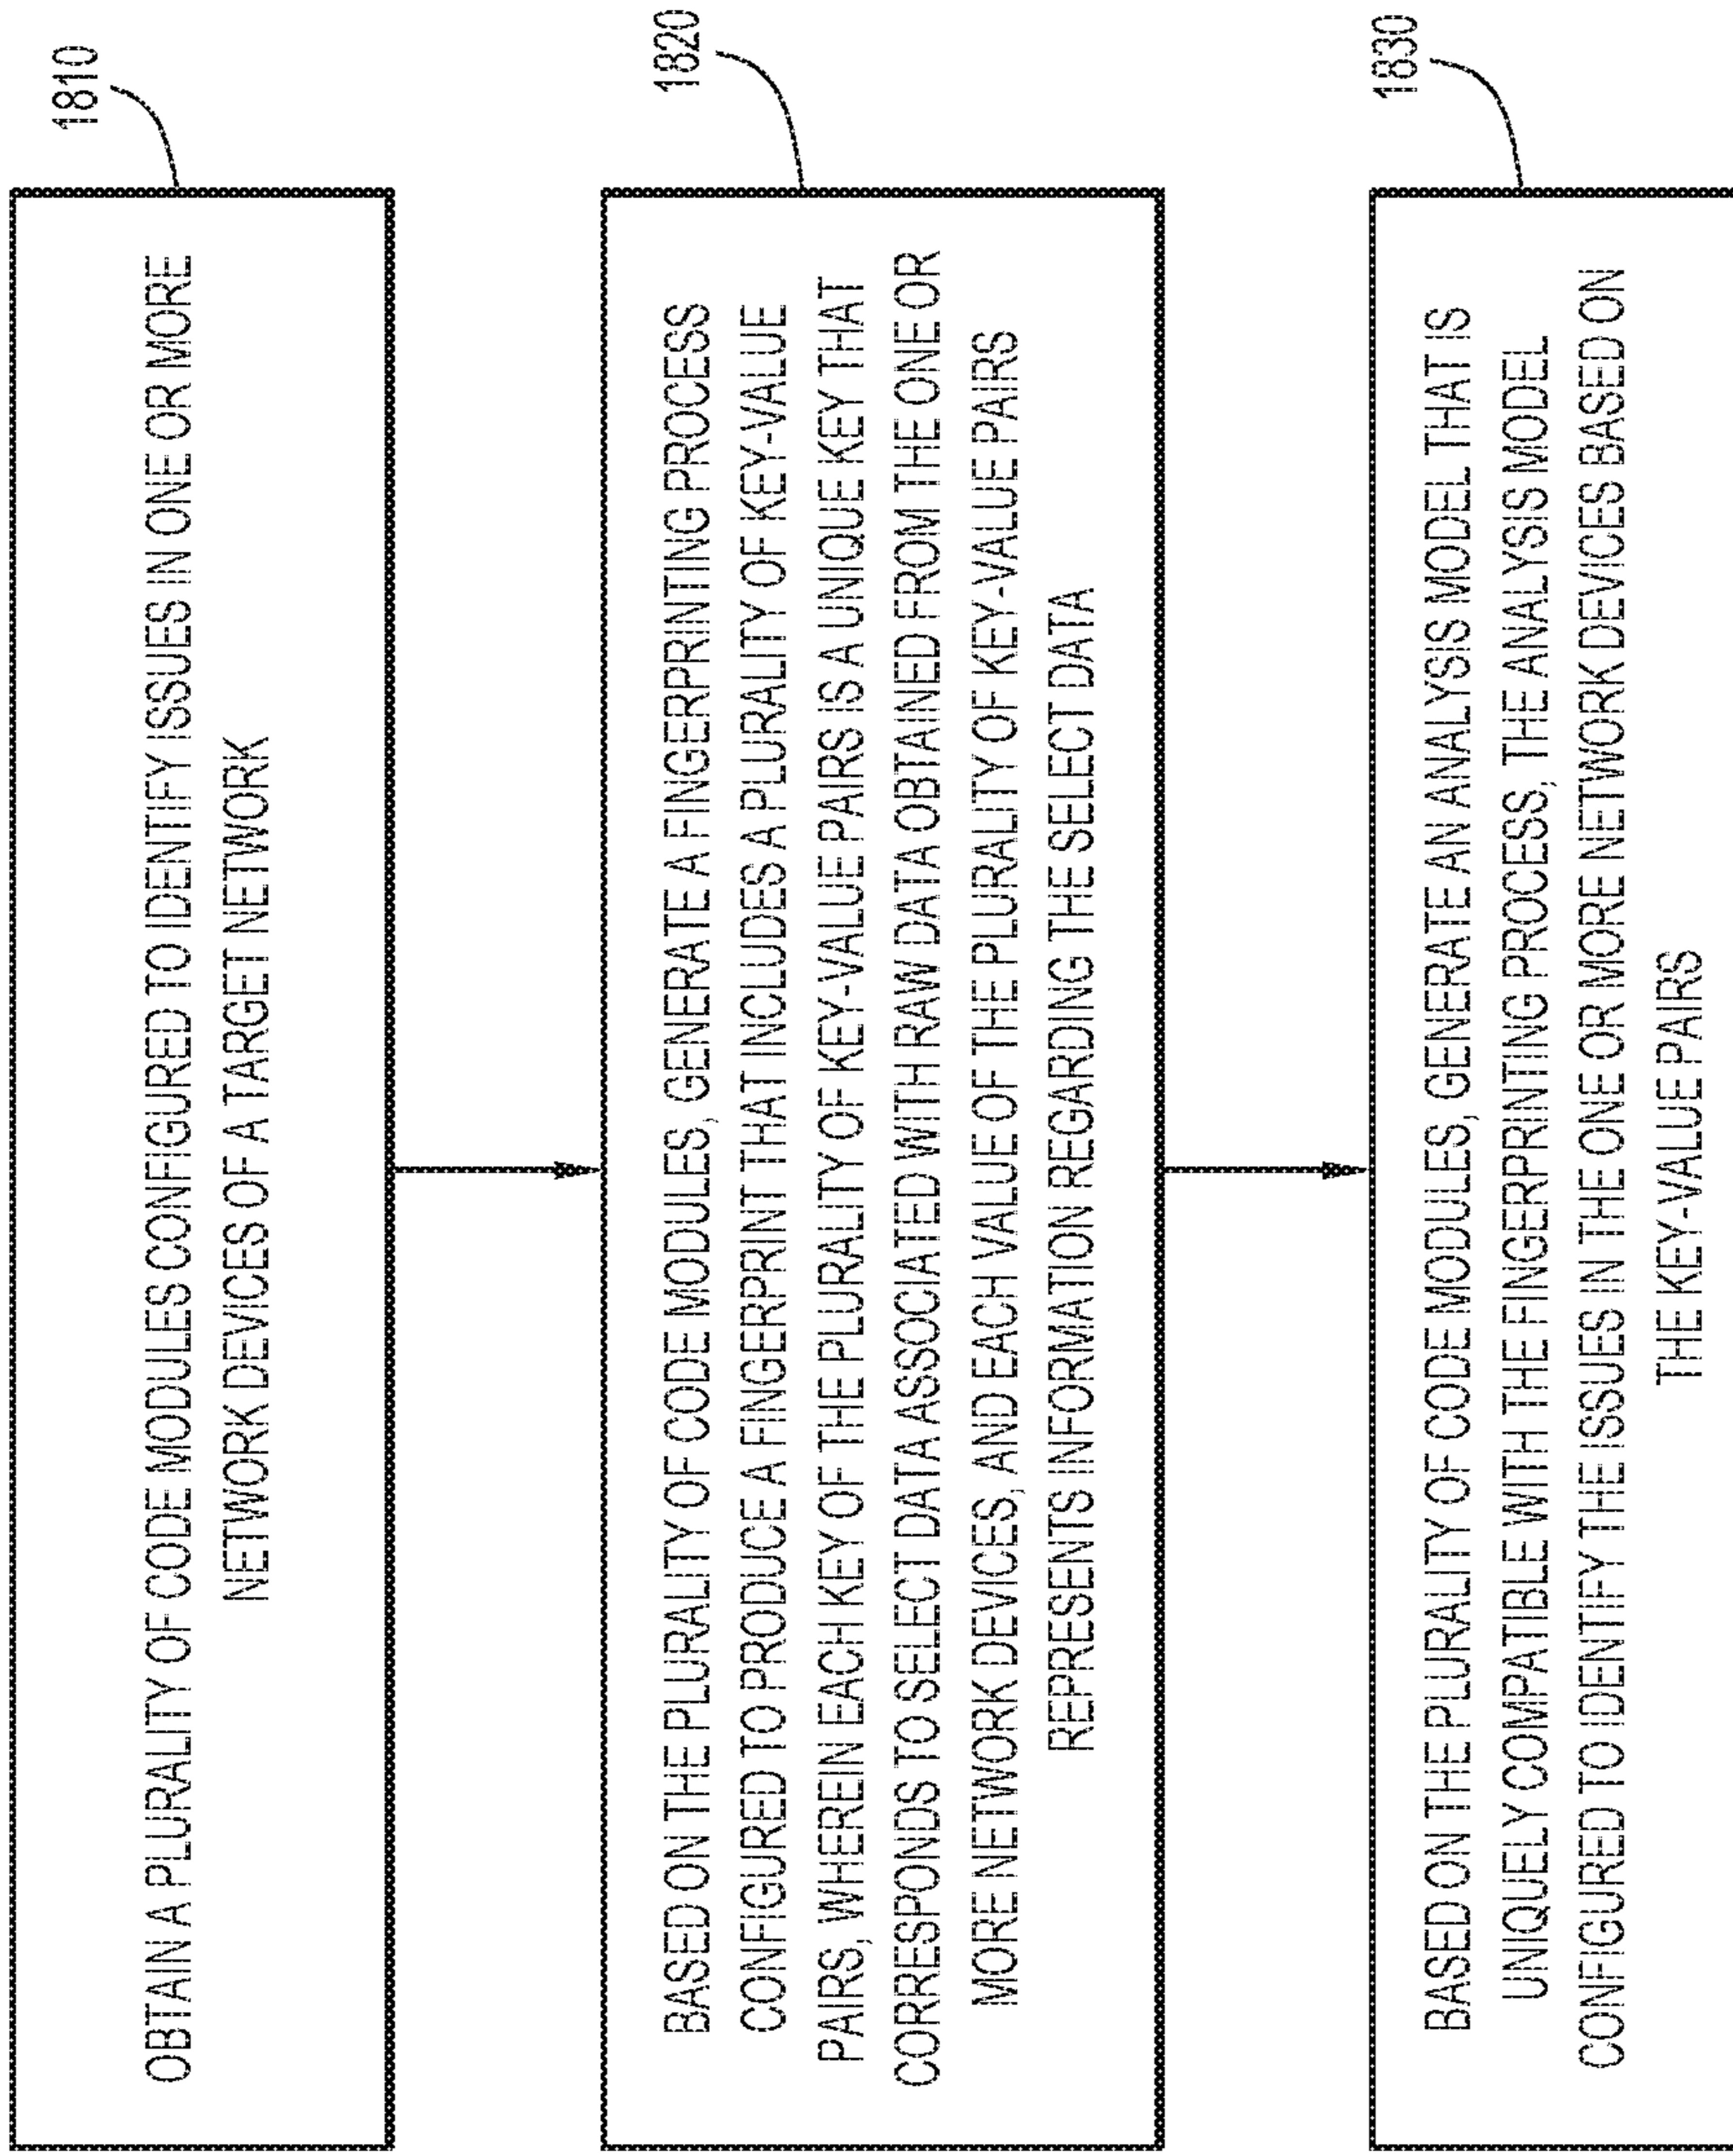 1810
OBTAIN A PLURALITY OF CODE MODULES CONFIGURED TO IDENTIFY ISSUES IN ONE OR MORE
NETWORK DEVICES OF A TARGET NETWORK
1820
BASED ON THE PLURALITY OF CODE MODULES, GENERATE A FINGERPRINTING PROCESS
CONFIGURED TO PRODUCE A FINGERPRINT THAT INCLUDES A PLURALITY OF KEY-VALUE
PAIRS, WHEREIN EACH KEY OF THE PLURALITY OF KEY-VALUE PAIRS IS A UNIQUE KEY THAT
CORRESPONDS TO SELECT DATA ASSOCIATED WITH RAW DATA OBTAINED FROM THE ONE OR
MORE NETWORK DEVICES, AND EACH VALUE OF THE PLURALITY OF KEY-VALUE PAIRS
REPRESENTS INFORMATION REGARDING THE SELECT DATA
1830
BASED ON THE PLURALITY OF CODE MODULES, GENERATE AN ANALYSIS MODEL THAT IS
UNIQUELY COMPATIBLE WITH THE FINGERPRINTING PROCESS, THE ANALYSIS MODEL
CONFIGURED TO IDENTIFY THE ISSUES IN THE ONE OR MORE NETWORK DEVICES BASED ON
THE KEY-VALUE PAIRS